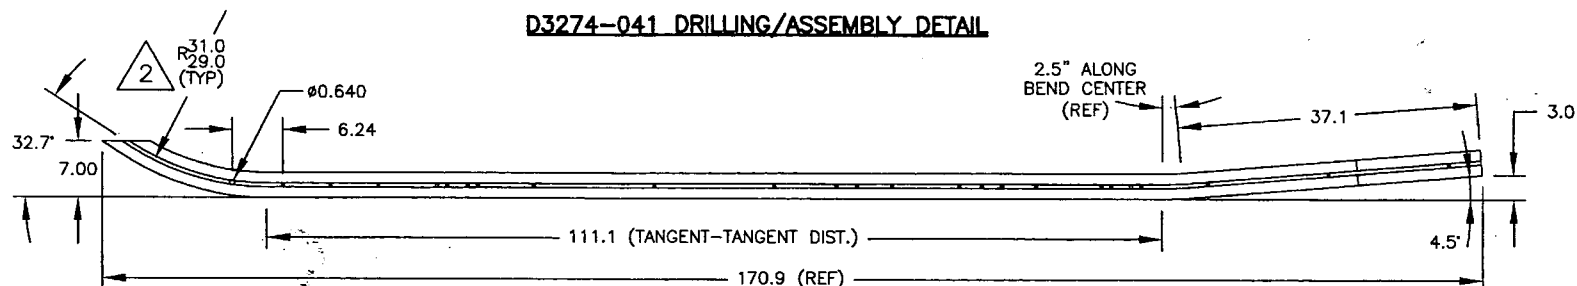 D3274-041 DRILLING/ASSEMBLY DETAIL
2
R31.0
29.0
(TYP)
ø0.640
6.24
32.7°
7.00
2.5" ALONG
BEND CENTER
(REF)
37.1
3.0
4.5°
111.1 (TANGENT-TANGENT DIST.)
170.9 (REF)